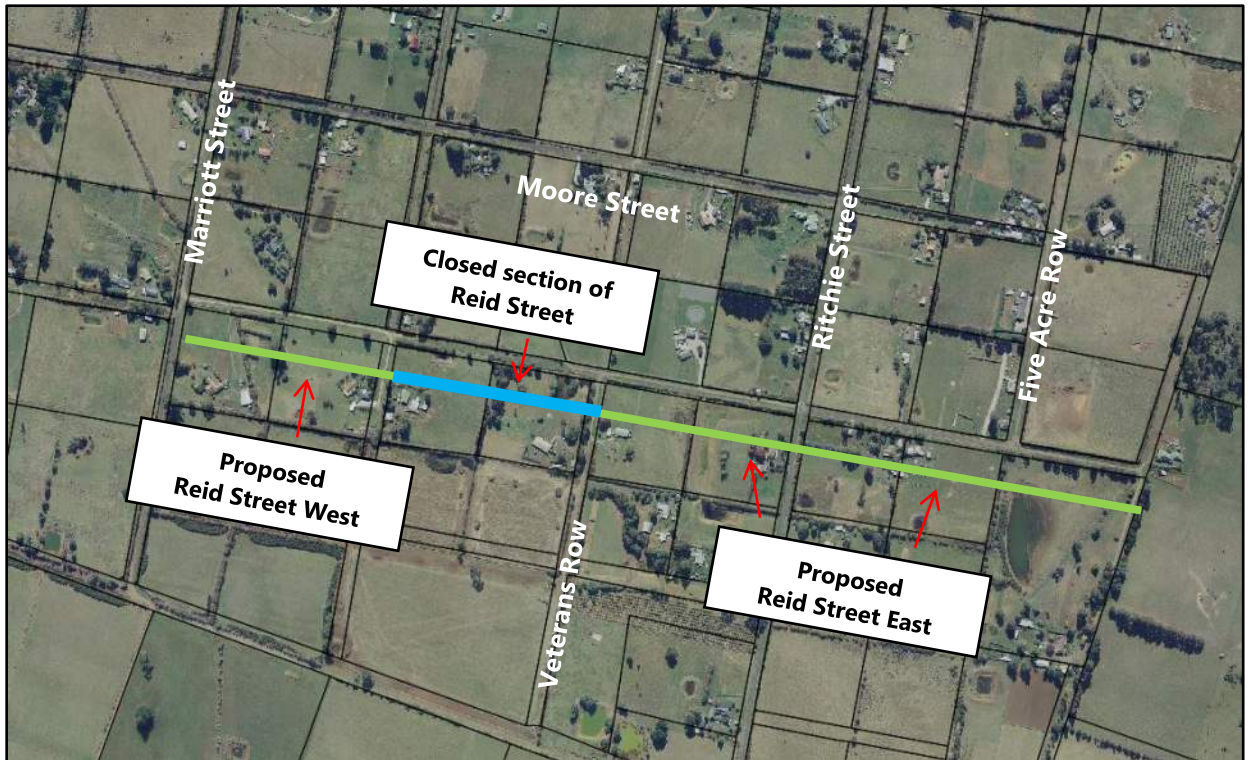 Marriott Street
Moore Street
Ritchie Street
Five Acre Row
Closed section of
Reid Street
Proposed
Reid Street West
Veterans Row
Proposed
Reid Street East